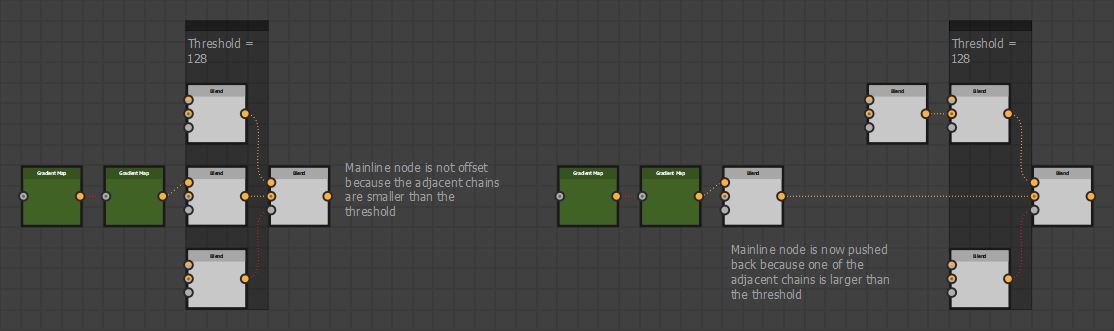 Threshold =
128
Blend
Gradient Map
Gradient Map
Blend
Blend
Blend
Mainline node is not offset
because the adjacent chains
are smaller than the
threshold
Threshold =
128
Blend
Blend
Gradient Map
Gradient Map
Blend
Blend
Mainline node is now pushed
back because one of the
adjacent chains is larger than
the threshold
Blend